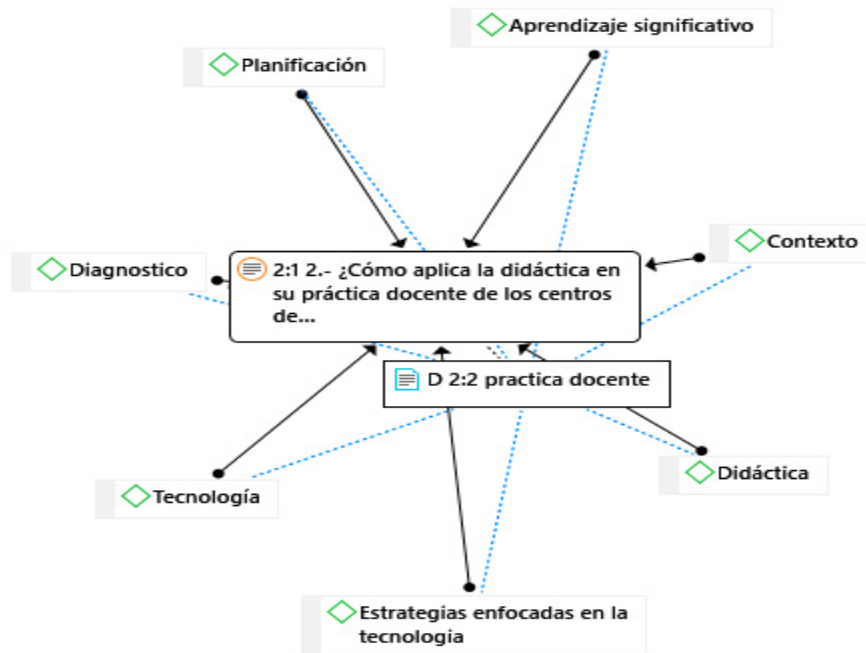 Aprendizaje significativo
Planificación
Contexto
Diagnostico
2:1 2.- ¿Cómo aplica la didáctica en
su práctica docente de los centros
de...
D 2:2 practica docente
Didáctica
Tecnología
Estrategias enfocadas en la
tecnologia